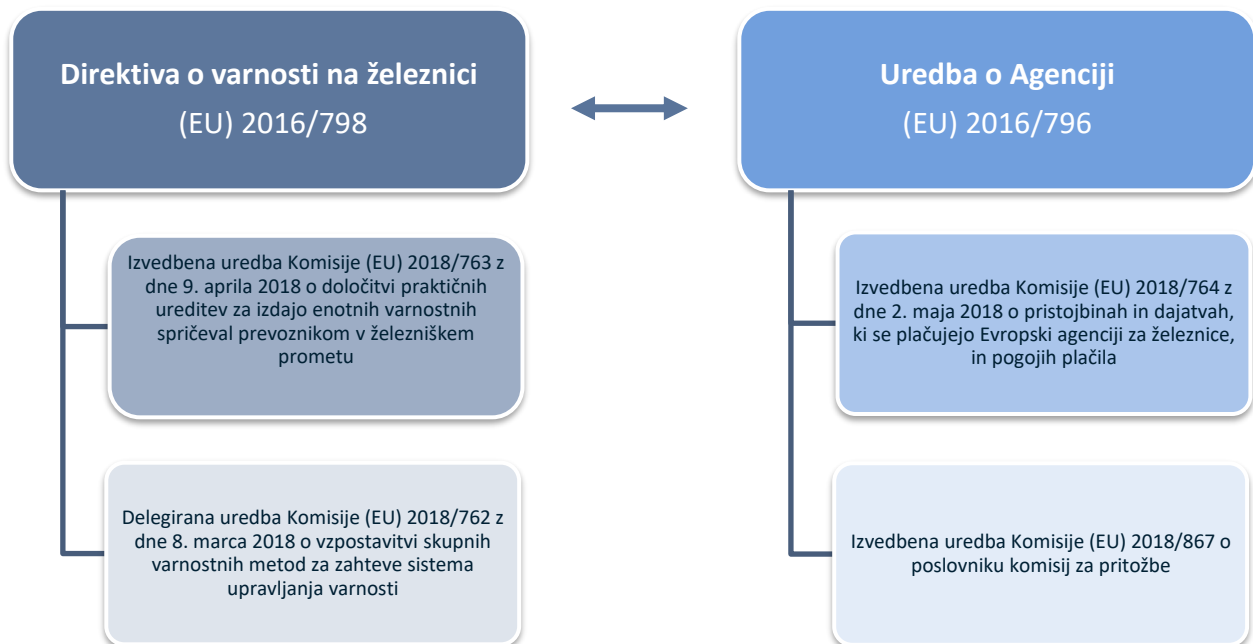 Direktiva o varnosti na železnici
(EU) 2016/798
Uredba o Agenciji
(EU) 2016/796
Izvedbena uredba Komisije (EU) 2018/763 z
dne 9. aprila 2018 o določitvi praktičnih
ureditev za izdajo enotnih varnostnih
spričeval prevoznikom v železniškem
prometu
Izvedbena uredba Komisije (EU) 2018/764 z
dne 2. maja 2018 o pristojbinah in dajatvah,
ki se plačujejo Evropski agenciji za železnice,
in pogojih plačila
Delegirana uredba Komisije (EU) 2018/762 z
dne 8. marca 2018 o vzpostavitvi skupnih
varnostnih metod za zahteve sistema
upravljanja varnosti
Izvedbena uredba Komisije (EU) 2018/867 o
poslovniku komisij za pritožbe